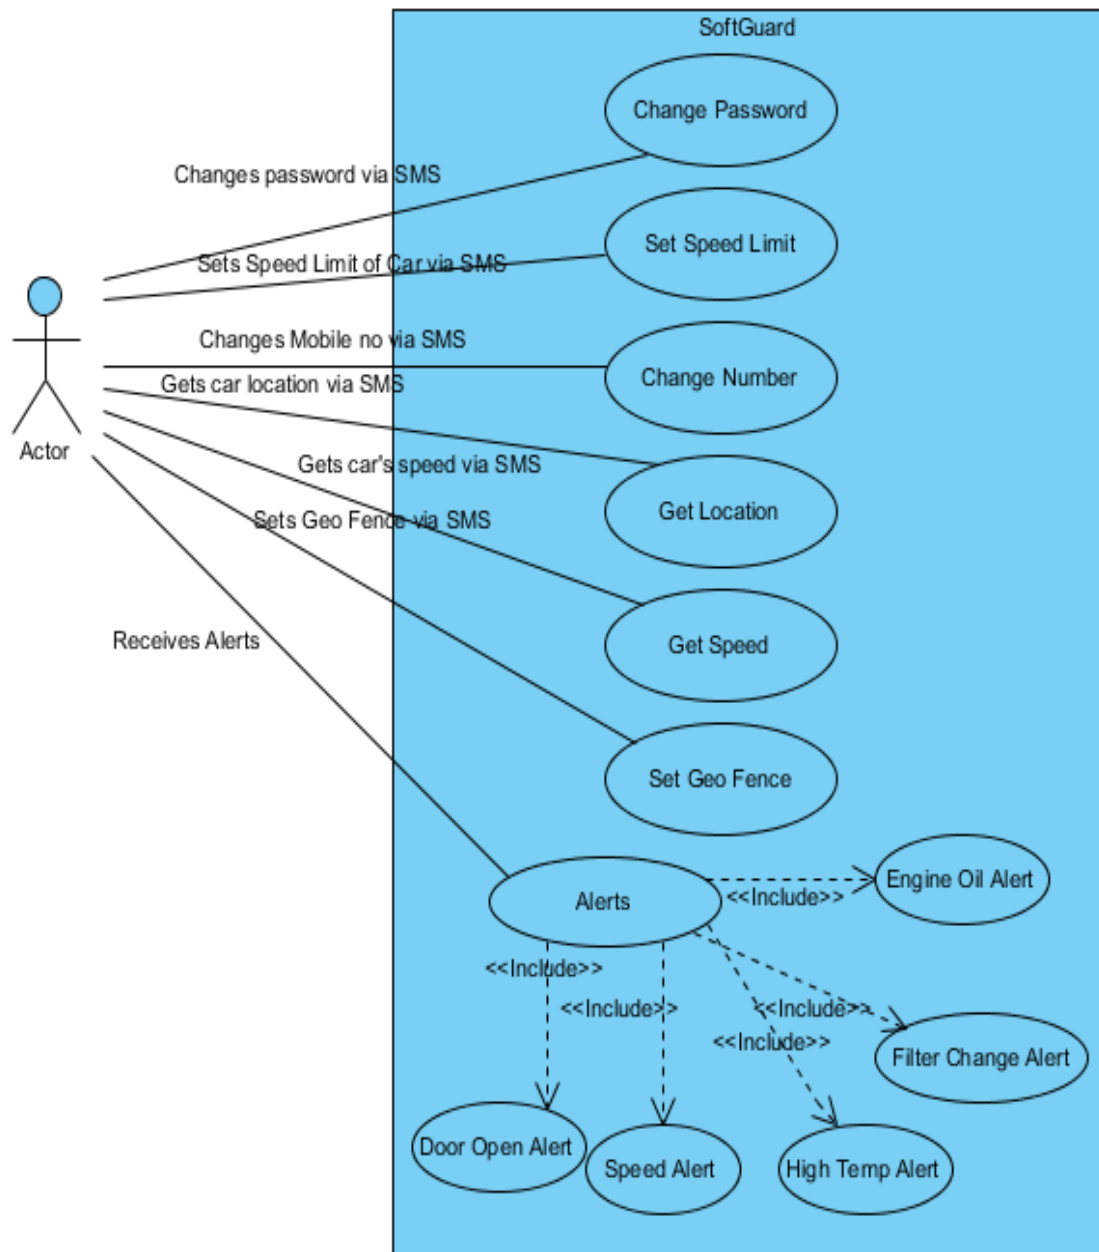 SoftGuard
Change Password
Changes password via SMS
Set Speed Limit
Sets Speed Limit of Car via SMS
Changes Mobile no via SMS
Change Number
Gets car location via SMS
Actor
Gets car's speed via SMS
Get Location
Sets Geo Fence via SMS
Receives Alerts
Get Speed
Set Geo Fence
Engine Oil Alert
Alerts
<<Include>>
<<Include>>
<<Include>>
<<Include>>
<<Include>>
Filter Change Alert
Door Open Alert
Speed Alert
High Temp Alert